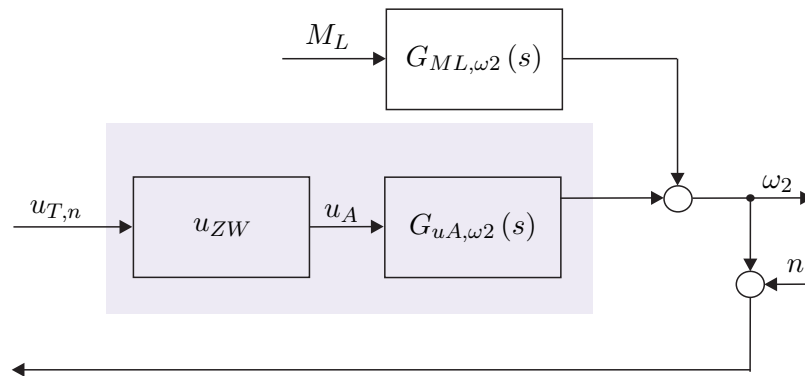 M_L
G_{ML,ω2}(s)
u_{T,n}
u_{ZW}
u_A
G_{uA,ω2}(s)
ω_2
n